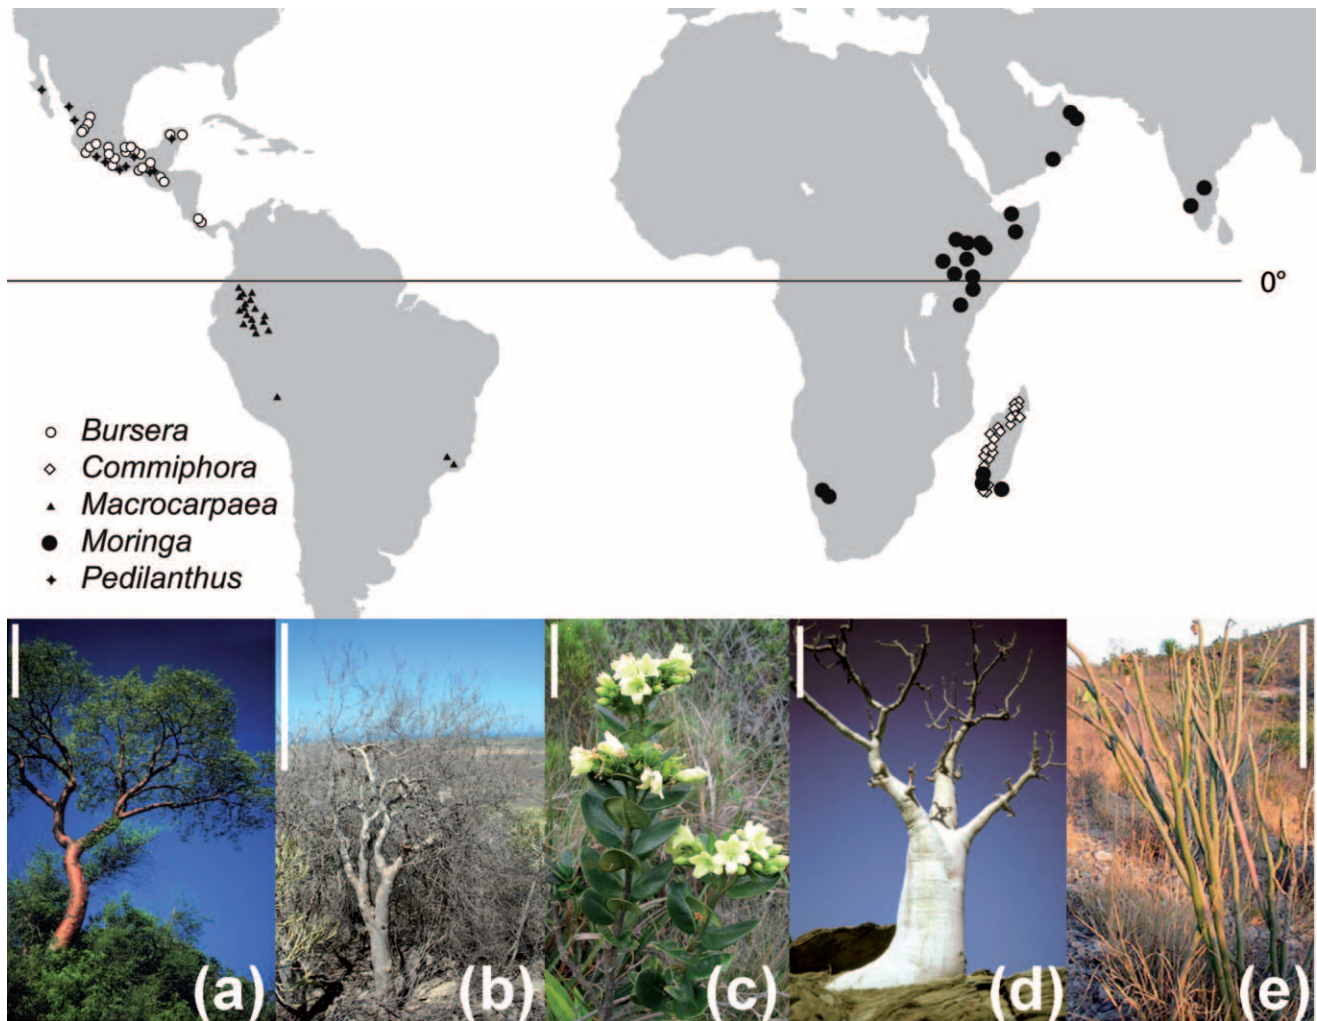 0°
Bursera
Commiphora
Macrocarpaea
Moringa
Pedilanthus
(a) (b) (c) (d) (e)